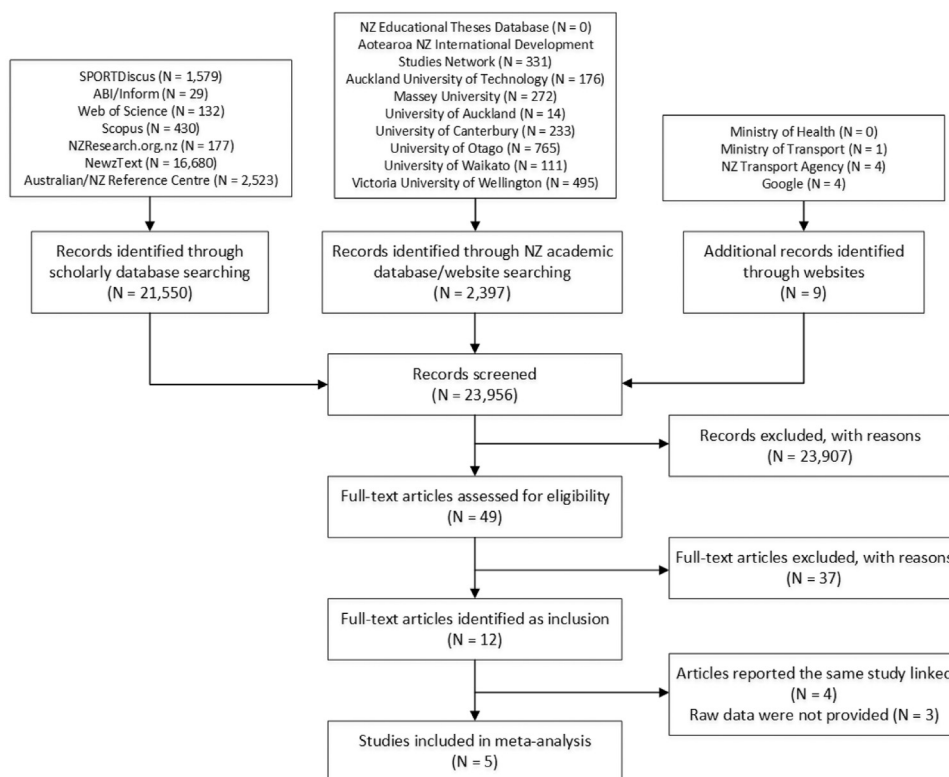 SPORTDiscus (N = 1,579)
ABI/Inform (N = 29)
Web of Science (N = 132)
Scopus (N = 430)
NZResearch.org.nz (N = 177)
NewzText (N = 16,680)
Australian/NZ Reference Centre (N = 2,523)
NZ Educational Theses Database (N = 0)
Aotearoa NZ International Development
Studies Network (N = 331)
Auckland University of Technology (N = 176)
Massey University (N = 272)
University of Auckland (N = 14)
University of Canterbury (N = 233)
University of Otago (N = 765)
University of Waikato (N = 111)
Victoria University of Wellington (N = 495)
Ministry of Health (N = 0)
Ministry of Transport (N = 1)
NZ Transport Agency (N = 4)
Google (N = 4)
Records identified through
scholarly database searching
(N = 21,550)
Records identified through NZ academic
database/website searching
(N = 2,397)
Additional records identified
through websites
(N = 9)
Records screened
(N = 23,956)
Records excluded, with reasons
(N = 23,907)
Full-text articles assessed for eligibility
(N = 49)
Full-text articles excluded, with reasons
(N = 37)
Full-text articles identified as inclusion
(N = 12)
Articles reported the same study linked
(N = 4)
Raw data were not provided (N = 3)
Studies included in meta-analysis
(N = 5)